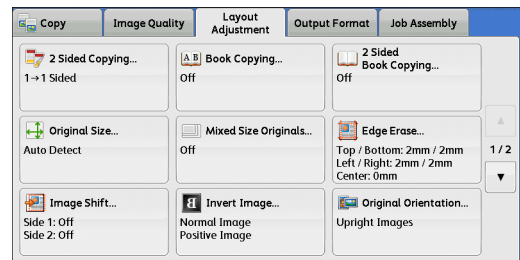 Copy
Image Quality
Layout
Adjustment
Output Format
Job Assembly
2 Sided Copying...
1→1 Sided
A B Book Copying...
Off
2 Sided
Book Copying...
Off
Original Size...
Auto Detect
Mixed Size Originals...
Off
Edge Erase...
Top / Bottom: 2mm / 2mm
Left / Right: 2mm / 2mm
Center: 0mm
1 / 2
Image Shift...
Side 1: Off
Side 2: Off
Invert Image...
Normal Image
Positive Image
Original Orientation...
Upright Images